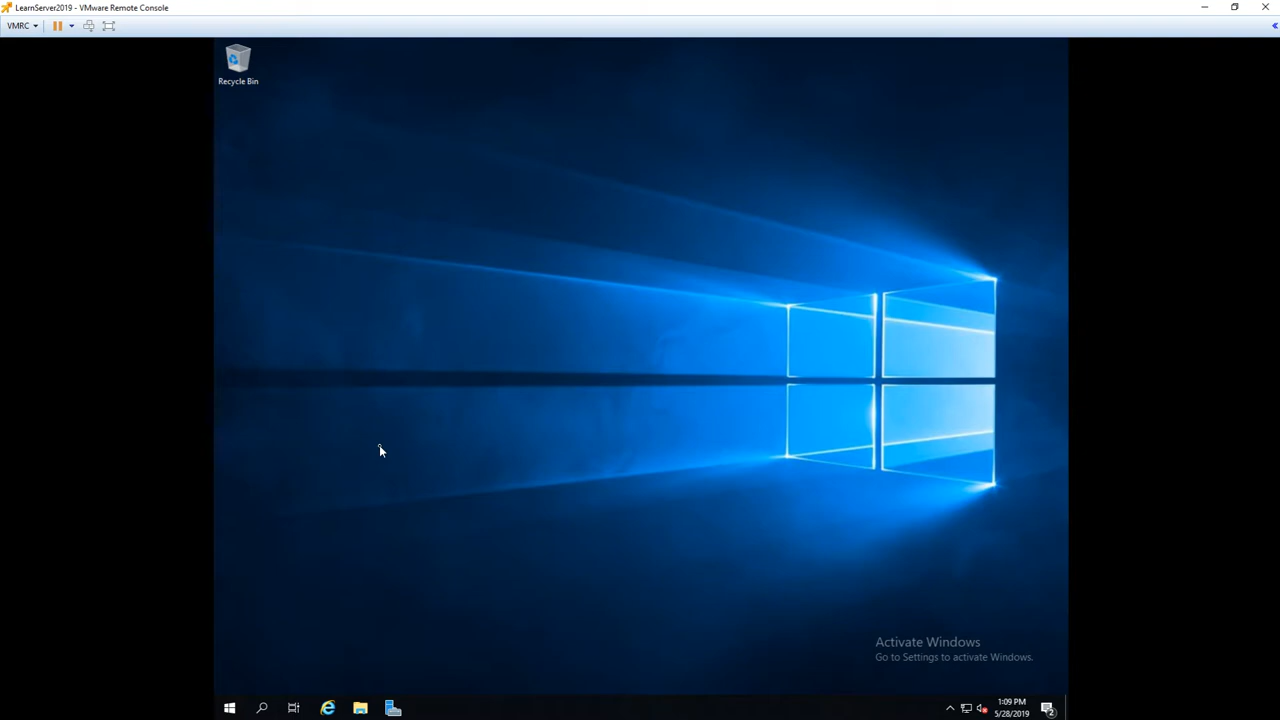 LearnServer2019 - VMware Remote Console
VMRC
Recycle Bin
Activate Windows
Go to Settings to activate Windows.
1:09 PM
5/28/2019
2